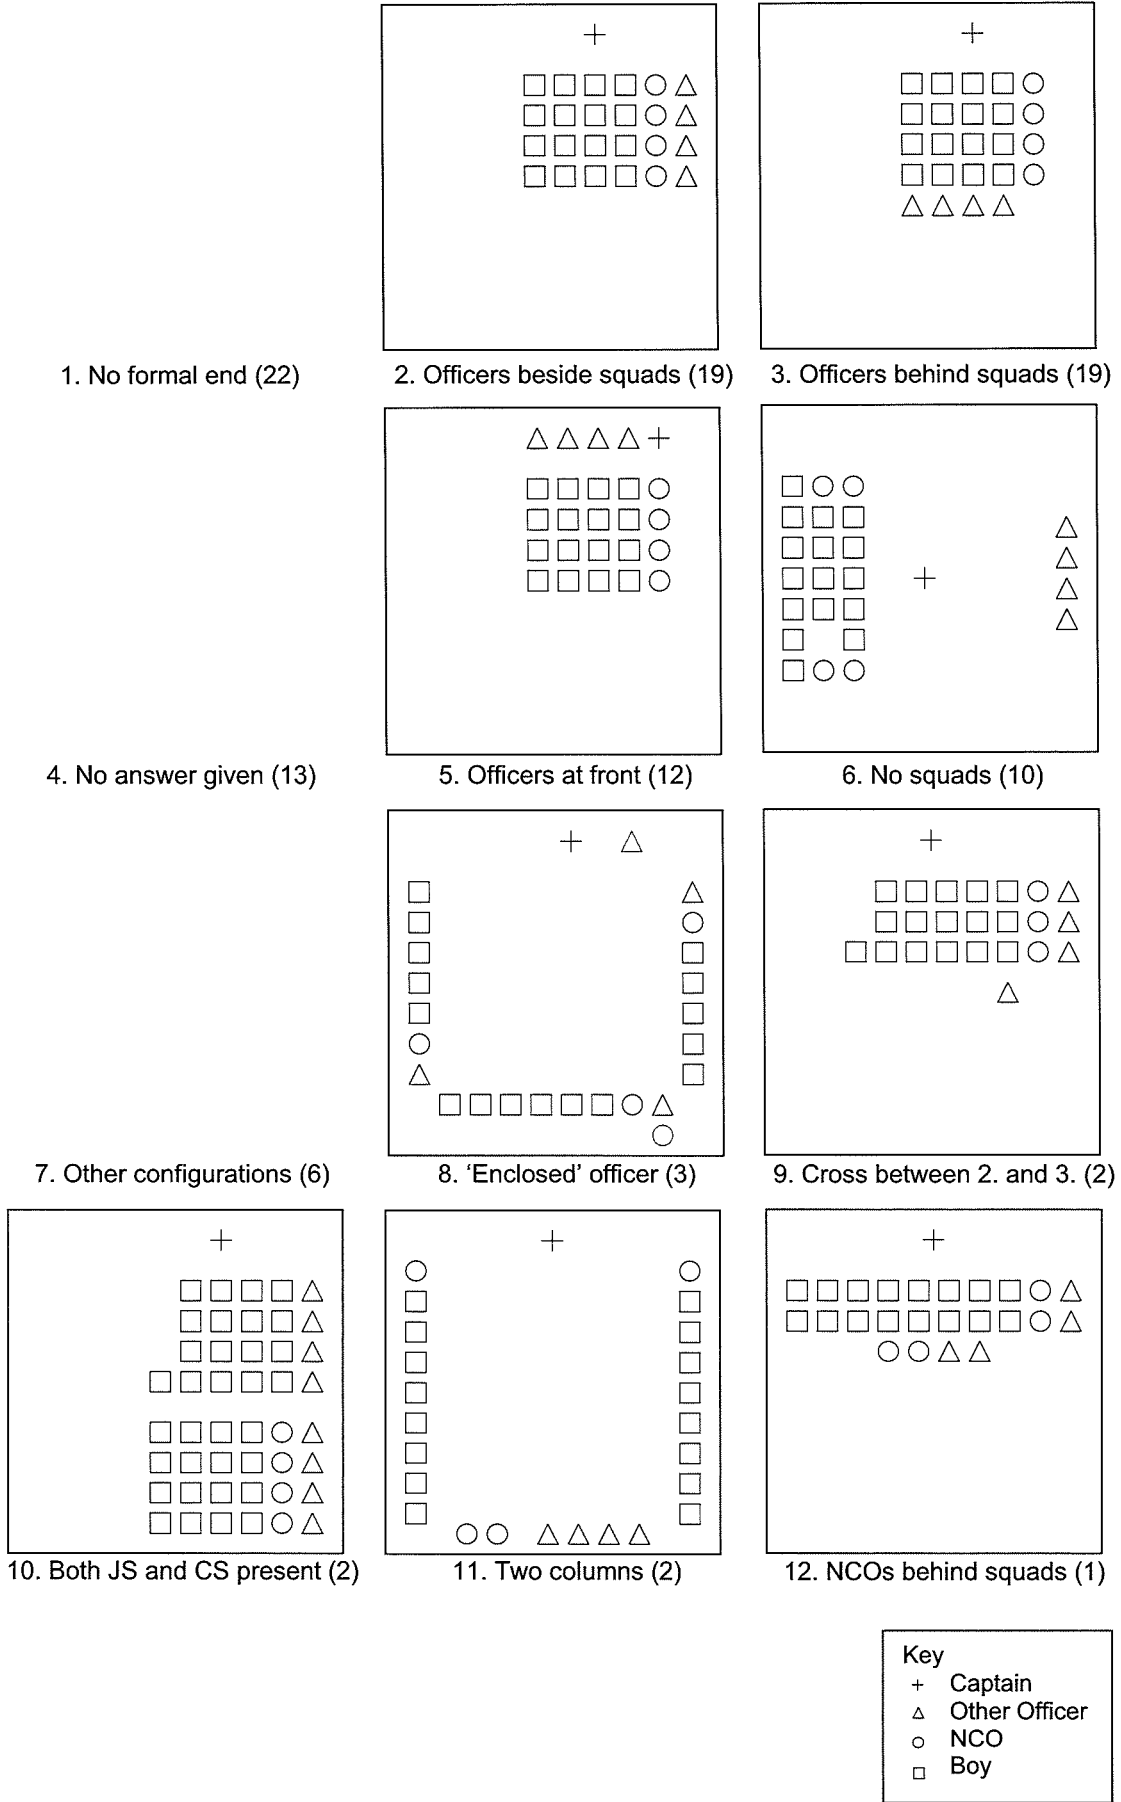 1. No formal end (22)
2. Officers beside squads (19)
3. Officers behind squads (19)
4. No answer given (13)
5. Officers at front (12)
6. No squads (10)
7. Other configurations (6)
8. ‘Enclosed’ officer (3)
9. Cross between 2. and 3. (2)
10. Both JS and CS present (2)
11. Two columns (2)
12. NCOs behind squads (1)
Key
Captain
Other Officer
NCO
Boy